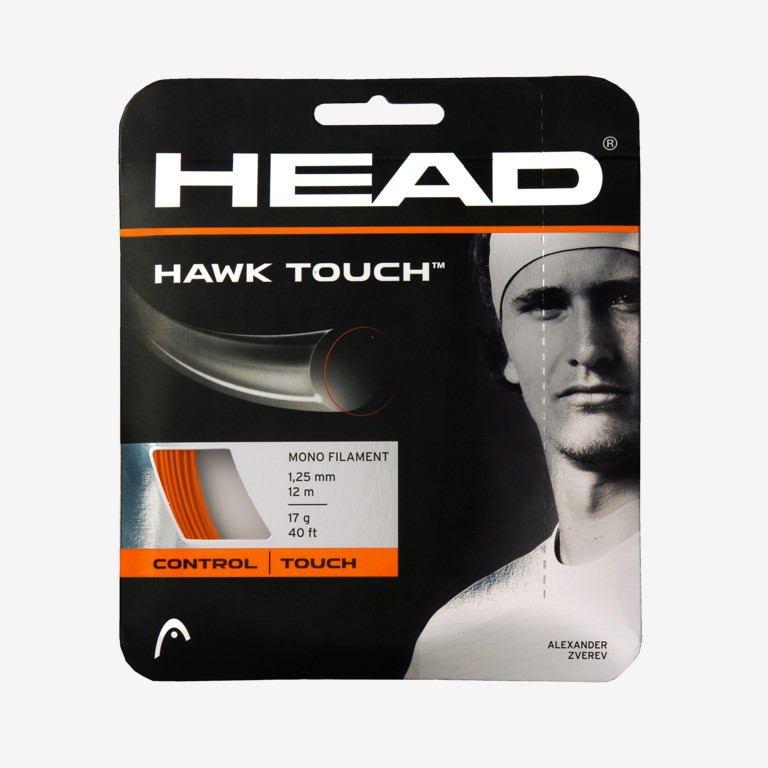 HEAD®
HAWK TOUCH™
MONO FILAMENT
1,25 mm
12 m
17 g
40 ft
CONTROL | TOUCH
ALEXANDER
ZVEREV